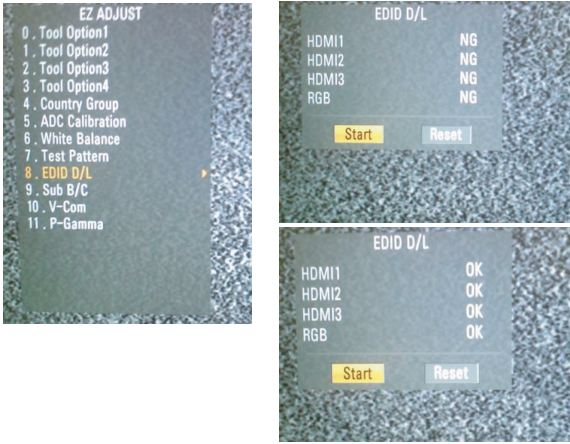 EZ ADJUST
0 . Tool Option1
1 . Tool Option2
2 . Tool Option3
3 . Tool Option4
4 . Country Group
5 . ADC Calibration
6 . White Balance
7 . Test Pattern
8 . EDID D/L
9 . Sub B/C
10 . V-Com
11 . P-Gamma
EDID D/L
HDMI1 NG
HDMI2 NG
HDMI3 NG
RGB NG
Start Reset
EDID D/L
HDMI1 OK
HDMI2 OK
HDMI3 OK
RGB OK
Start Reset